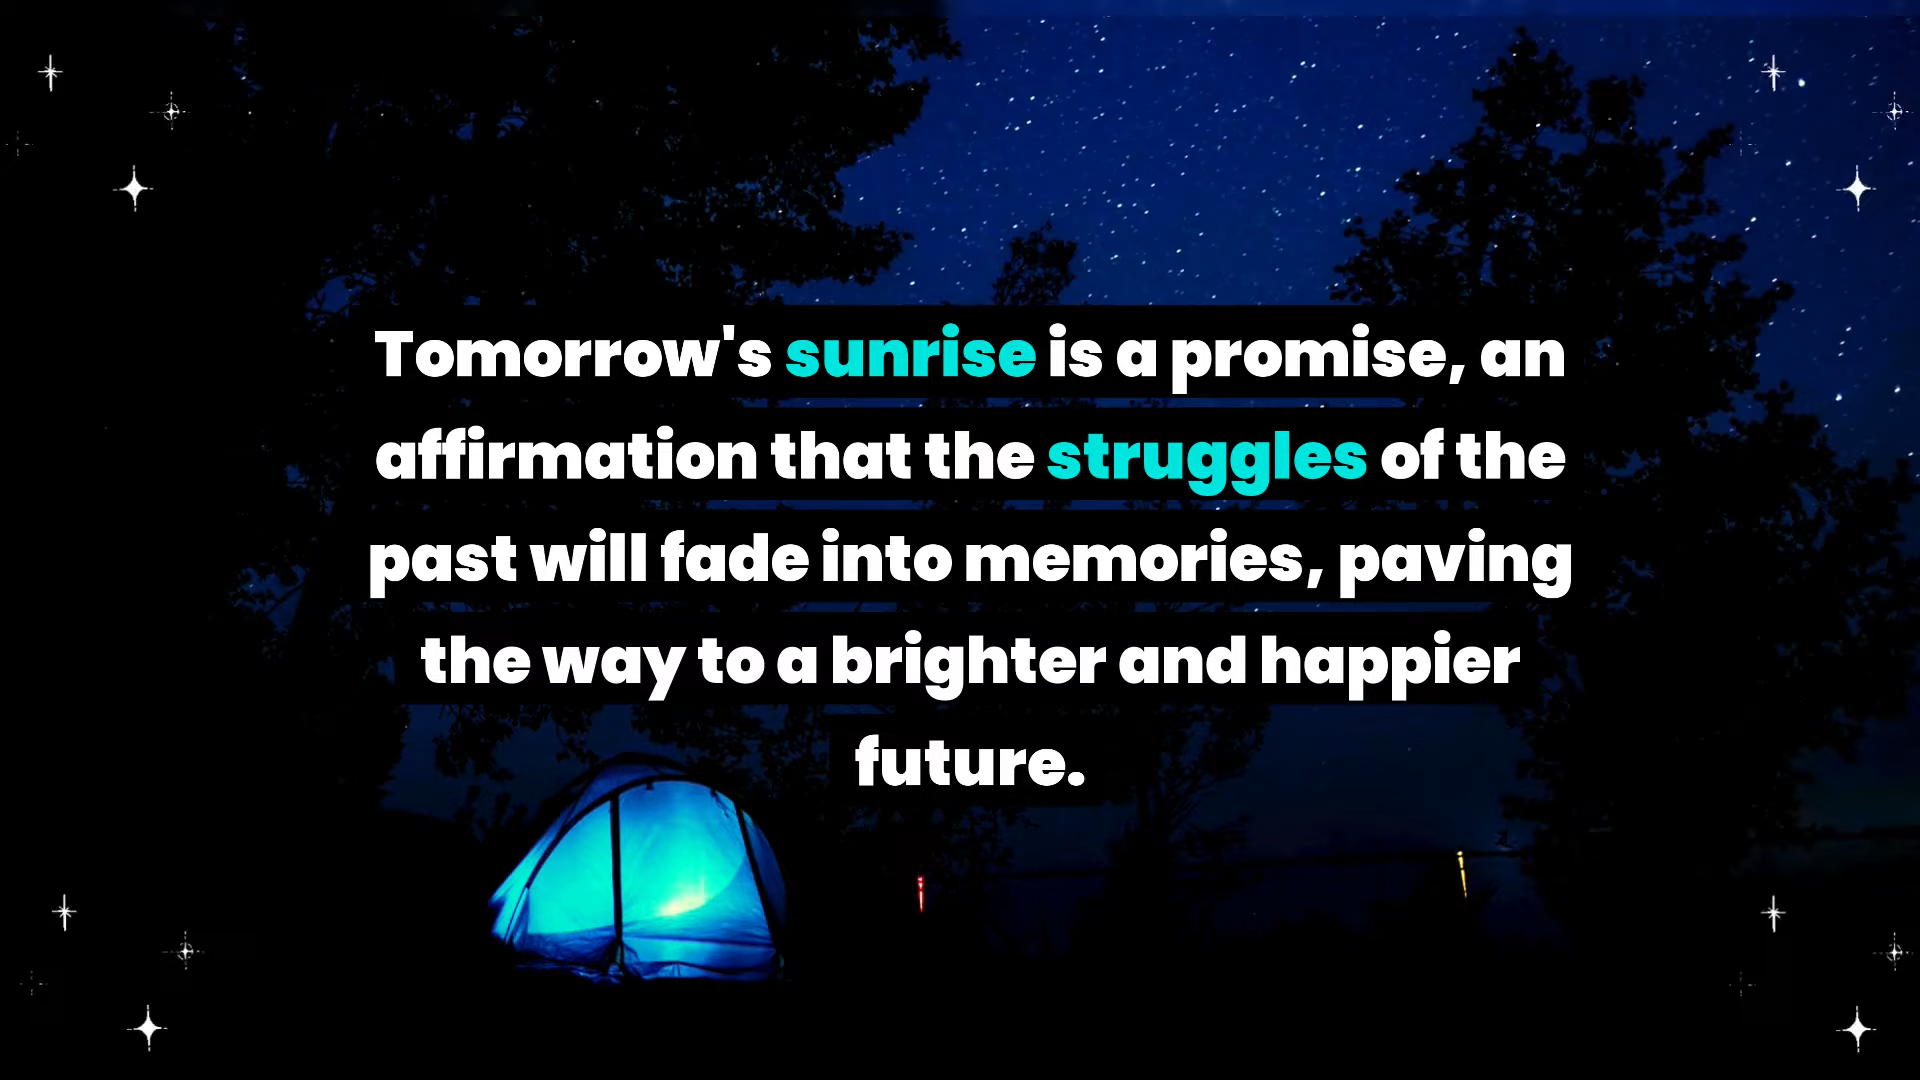 Tomorrow's sunrise is a promise, an
affirmation that the struggles of the
past will fade into memories, paving
the way to a brighter and happier
future.